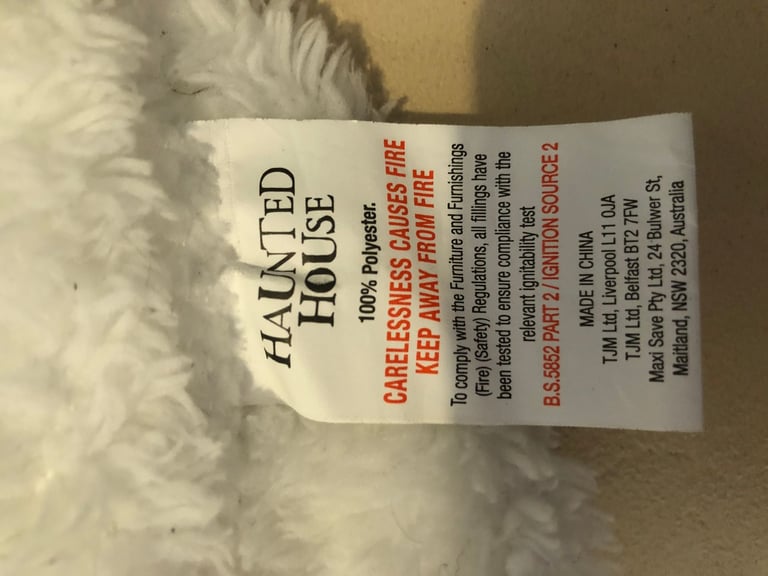 HAUNTED
HOUSE
100% Polyester.
CARELESSNESS CAUSES FIRE
KEEP AWAY FROM FIRE
To comply with the Furniture and Furnishings
(Fire) (Safety) Regulations, all fillings have
been tested to ensure compliance with the
relevant ignitability test
B.S.5852 PART 2 / IGNITION SOURCE 2
MADE IN CHINA
TJM Ltd, Liverpool L11 0JA
TJM Ltd, Belfast BT2 7FW
Maxi Save Pty Ltd, 24 Bulwer St,
Maitland, NSW 2320, Australia